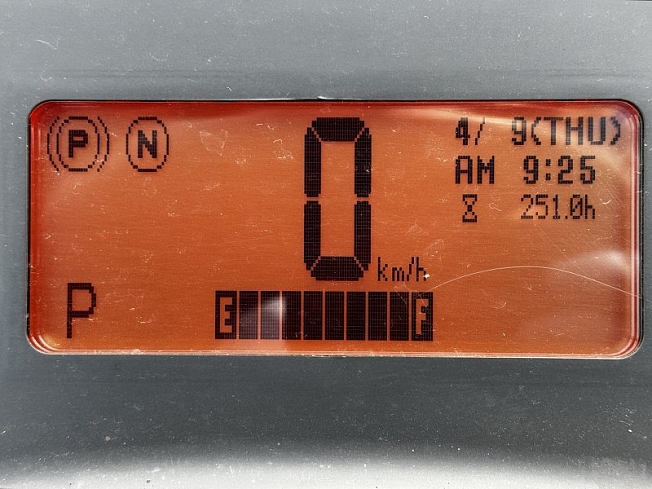 P N
0 km/h
4/ 9(THU)
AM 9:25
251.0h
P
E F